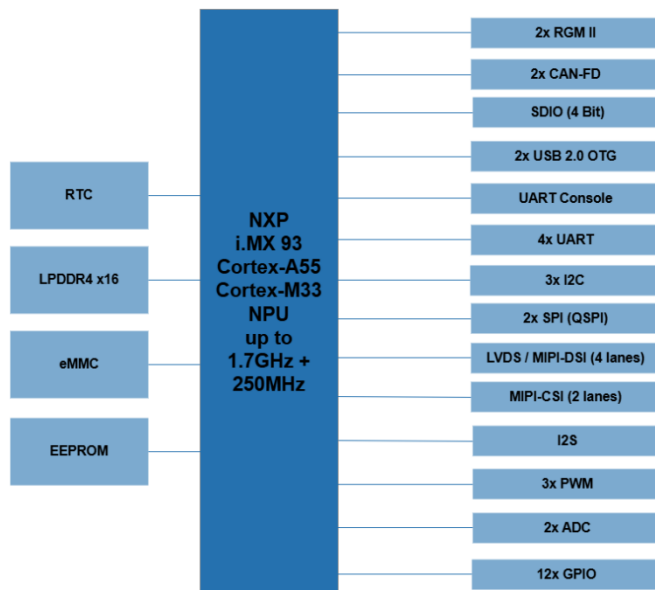 RTC
LPDDR4 x16
eMMC
EEPROM
NXP
i.MX 93
Cortex-A55
Cortex-M33
NPU
up to
1.7GHz +
250MHz
2x RGM II
2x CAN-FD
SDIO (4 Bit)
2x USB 2.0 OTG
UART Console
4x UART
3x I2C
2x SPI (QSPI)
LVDS / MIPI-DSI (4 lanes)
MIPI-CSI (2 lanes)
I2S
3x PWM
2x ADC
12x GPIO